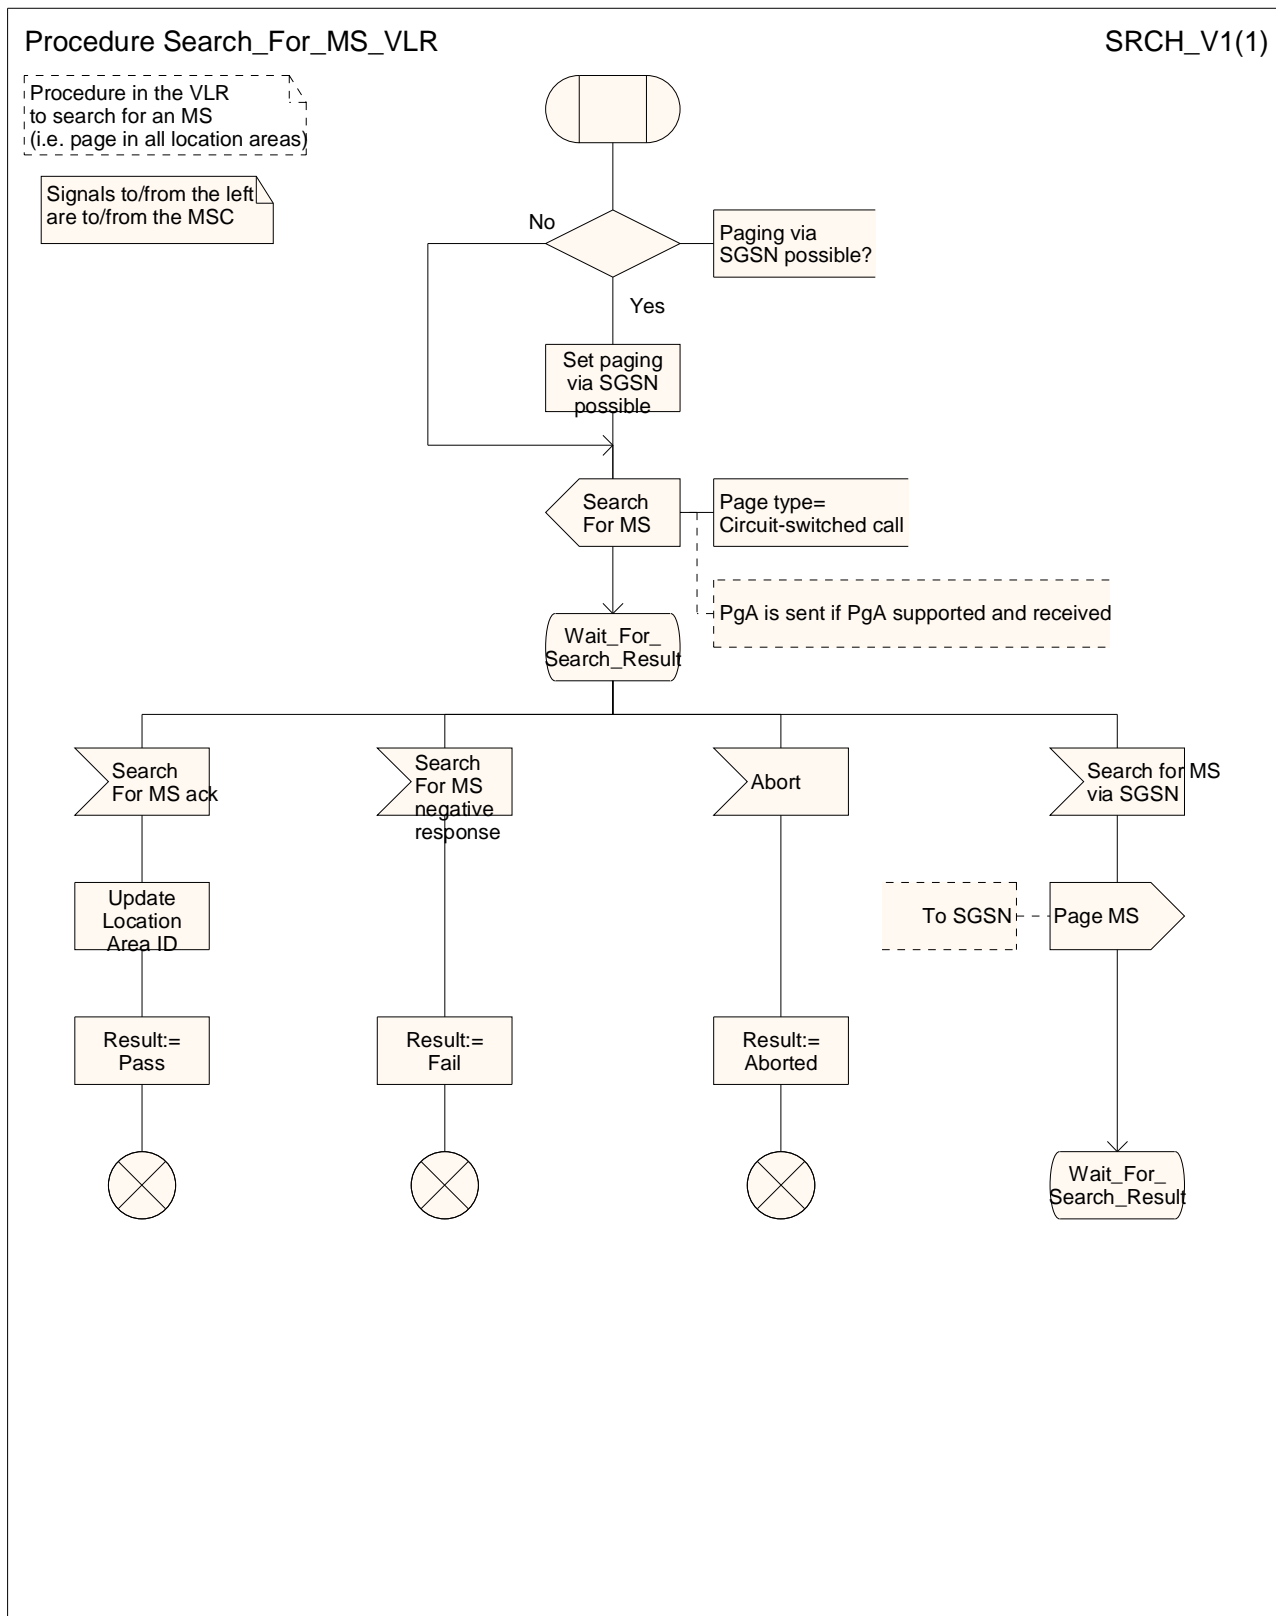 Procedure Search_For_MS_VLR
SRCH_V1(1)
Procedure in the VLR
to search for an MS
(i.e. page in all location areas)
Signals to/from the left
are to/from the MSC
No
Paging via
SGSN possible?
Yes
Set paging
via SGSN
possible
Search
For MS
Page type=
Circuit-switched call
PgA is sent if PgA supported and received
Wait_For_
Search_Result
Search
For MS ack
Search
For MS
negative
response
Abort
Search for MS
via SGSN
Update
Location
Area ID
To SGSN
Page MS
Result:=
Pass
Result:=
Fail
Result:=
Aborted
Wait_For_
Search_Result